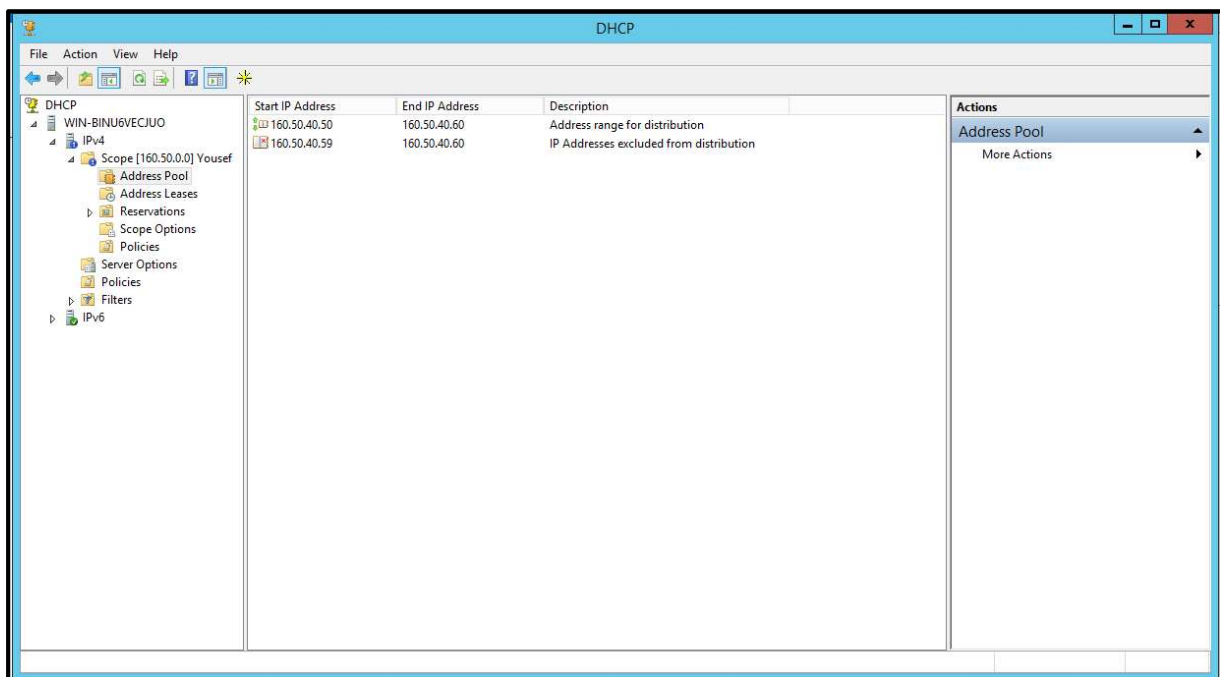 DHCP
File Action View Help
DHCP
WIN-BINU6VECJUO
IPv4
Scope [160.50.0.0] Yousef
Address Pool
Address Leases
Reservations
Scope Options
Policies
Server Options
Policies
Filters
IPv6
Start IP Address End IP Address Description
160.50.40.50 160.50.40.60 Address range for distribution
160.50.40.59 160.50.40.60 IP Addresses excluded from distribution
Actions
Address Pool
More Actions